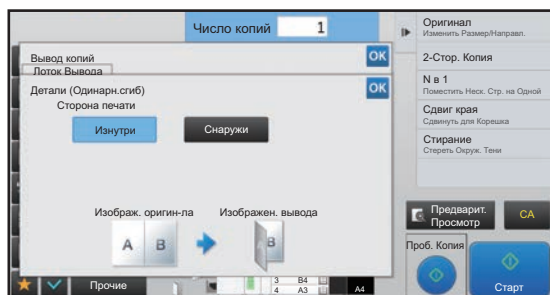 Число копий 1
Вывод копий
OK
Лоток Вывода
Детали (Одинарн.сгиб)
OK
Сторона печати
Изнутри
Снаружи
Изображ. оригин-ла
Изображен. вывода
A B
B
Прочие
3 B4
4 A3
A4
Оригинал
Изменить Размер/Направл.
2-Стор. Копия
N в 1
Поместить Неск. Стр. на Одной
Сдвиг края
Сдвинуть для Корешка
Стирание
Стереть Окруж. Тени
Предварит.
Просмотр
CA
Проб. Копия
Старт